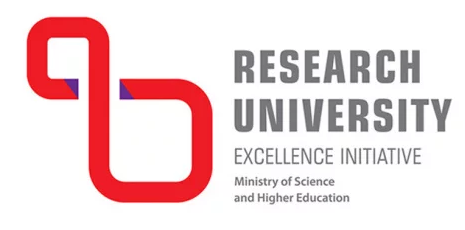 RESEARCH
UNIVERSITY
EXCELLENCE INITIATIVE
Ministry of Science
and Higher Education